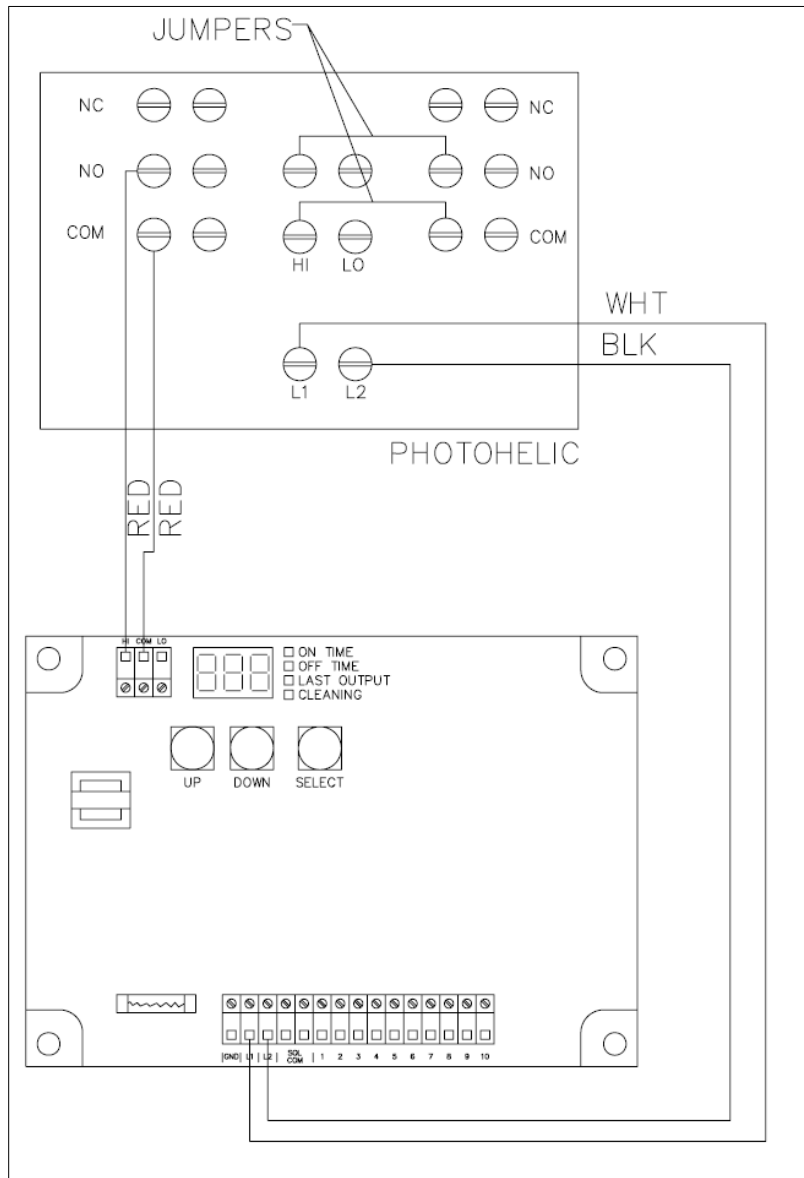 JUMPERS
NC NC
NO NO
COM COM
HI LO
WHT
BLK
L1 L2
PHOTOHELIC
RED
RED
HI COM LO
ON TIME
OFF TIME
LAST OUTPUT
CLEANING
UP DOWN SELECT
GND L1 L2 SOL COM 1 2 3 4 5 6 7 8 9 10